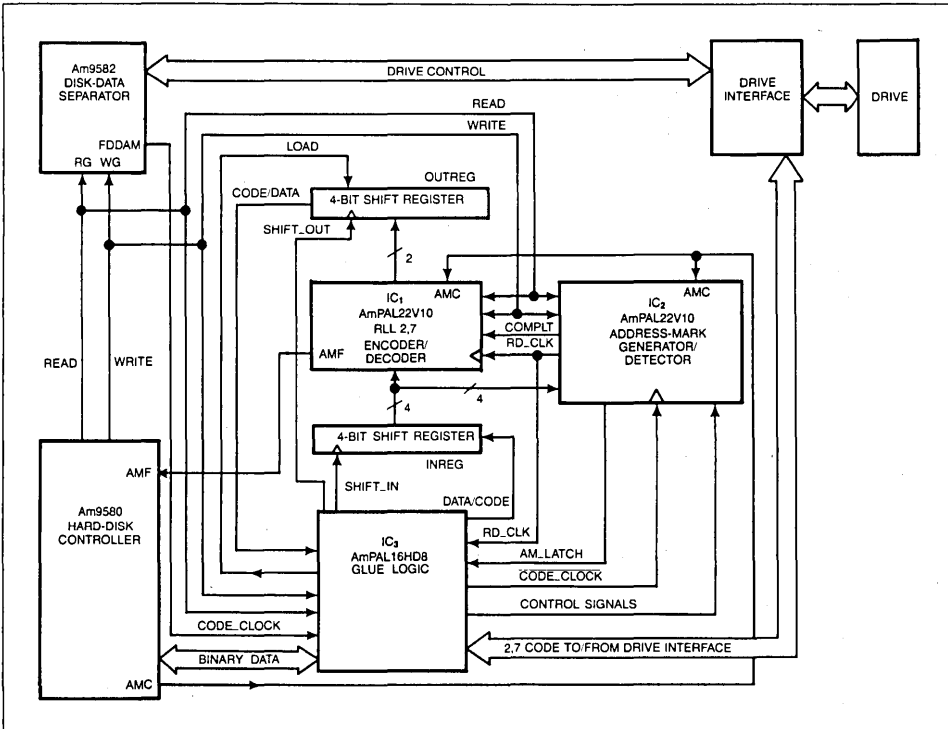 Am9582
DISK-DATA
SEPARATOR
FDDAM
RG WG
DRIVE CONTROL
DRIVE
INTERFACE
DRIVE
READ
WRITE
LOAD
OUTREG
CODE/DATA
4-BIT SHIFT REGISTER
SHIFT_OUT
2
AMC
IC1
AmPAL22V10
RLL 2,7
ENCODER/
DECODER
AMF
COMPLT
RD_CLK
AMC
IC2
AmPAL22V10
ADDRESS-MARK
GENERATOR/
DETECTOR
READ
WRITE
4
4
4-BIT SHIFT REGISTER
INREG
SHIFT_IN
DATA/CODE
AMF
Am9580
HARD-DISK
CONTROLLER
AMC
IC3
AmPAL16HD8
GLUE LOGIC
RD_CLK
AM_LATCH
CODE_CLOCK
CONTROL SIGNALS
CODE_CLOCK
BINARY DATA
2,7 CODE TO/FROM DRIVE INTERFACE